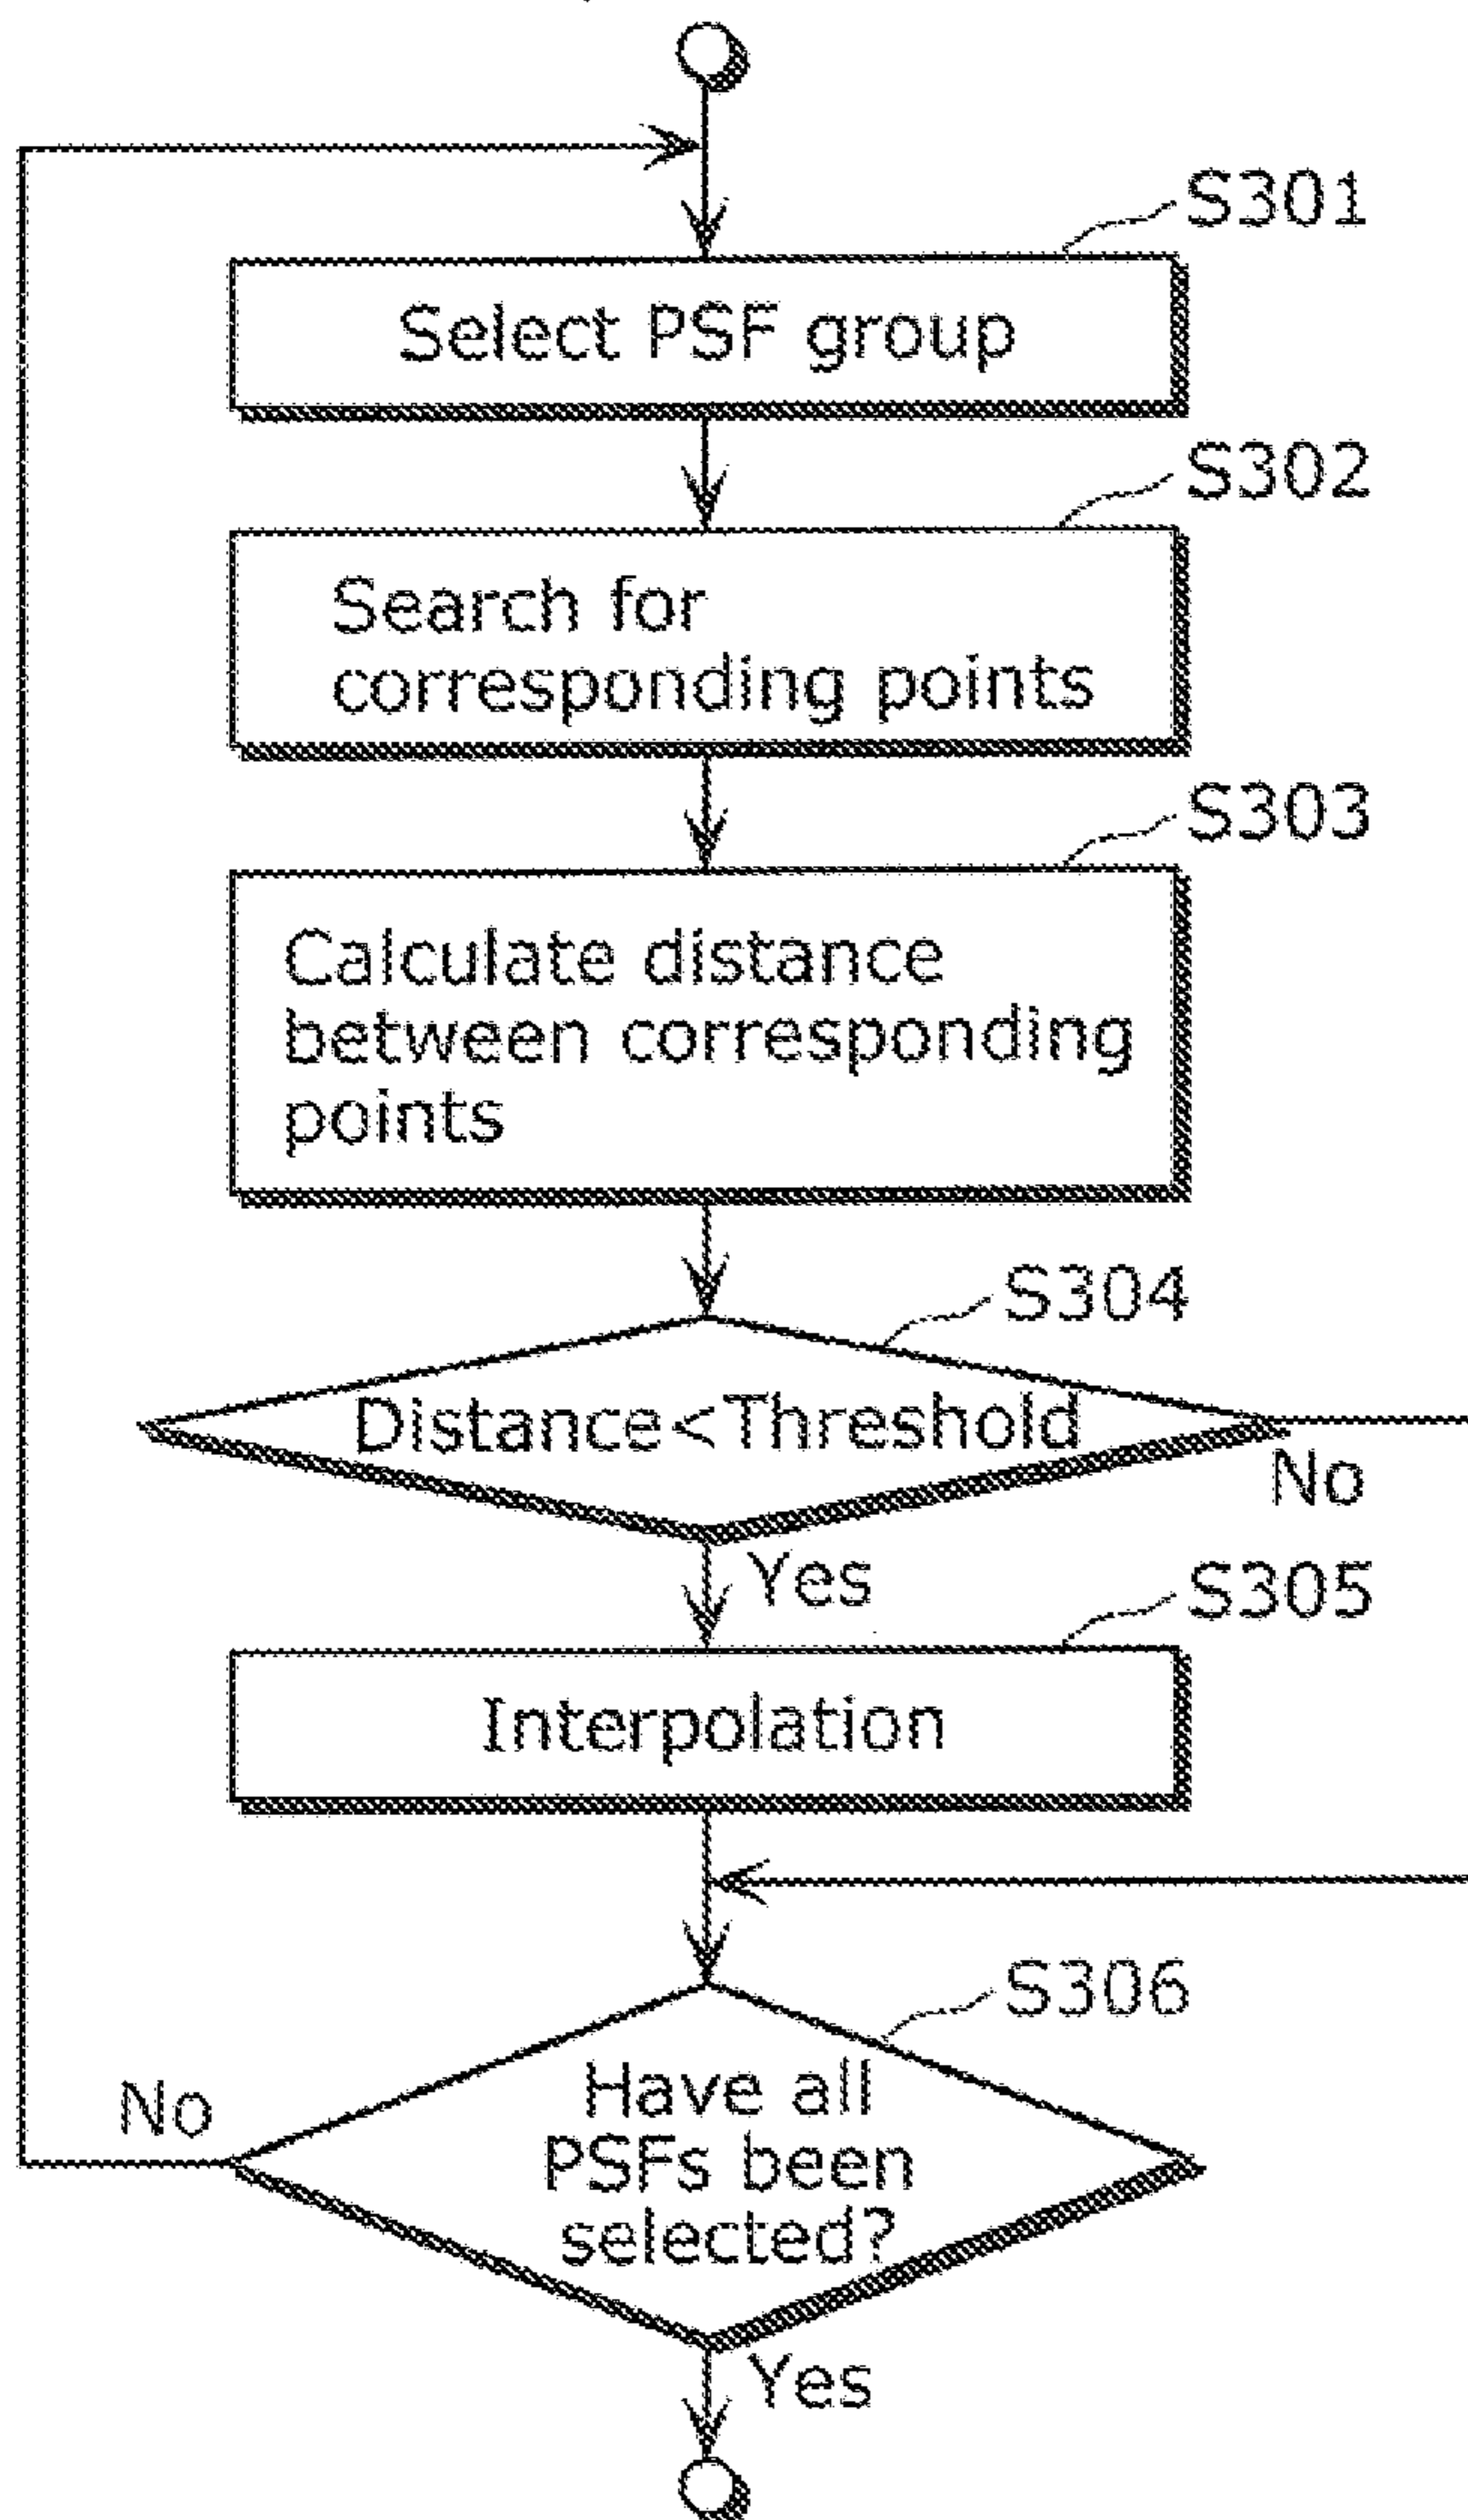 S301
Select PSF group
S302
Search for
corresponding points
S303
Calculate distance
between corresponding
points
S304
Distance<Threshold
No
Yes
S305
Interpolation
S306
Have all
PSFs been
selected?
No
Yes